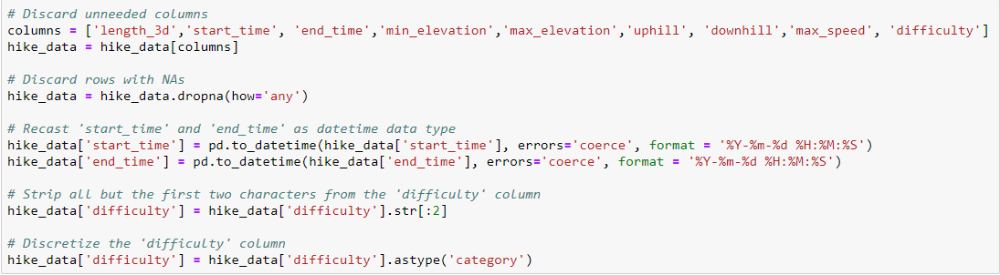 # Discard unneeded columns
columns = ['length_3d','start_time', 'end_time','min_elevation','max_elevation','uphill', 'downhill','max_speed', 'difficulty']
hike_data = hike_data[columns]
# Discard rows with NAs
hike_data = hike_data.dropna(how='any')
# Recast 'start_time' and 'end_time' as datetime data type
hike_data['start_time'] = pd.to_datetime(hike_data['start_time'], errors='coerce', format = '%Y-%m-%d %H:%M:%S')
hike_data['end_time'] = pd.to_datetime(hike_data['end_time'], errors='coerce', format = '%Y-%m-%d %H:%M:%S')
# Strip all but the first two characters from the 'difficulty' column
hike_data['difficulty'] = hike_data['difficulty'].str[:2]
# Discretize the 'difficulty' column
hike_data['difficulty'] = hike_data['difficulty'].astype('category')